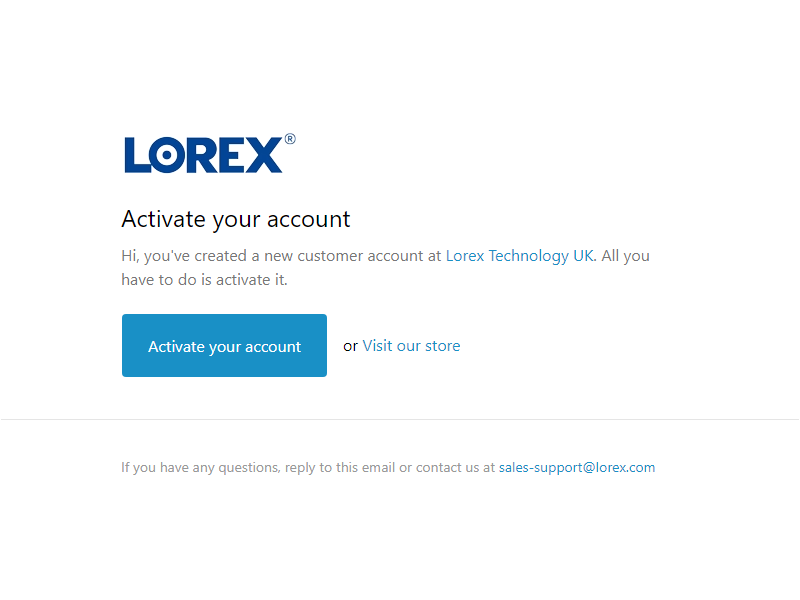 LOREX®
Activate your account
Hi, you've created a new customer account at Lorex Technology UK. All you
have to do is activate it.
Activate your account or Visit our store
If you have any questions, reply to this email or contact us at sales-support@lorex.com